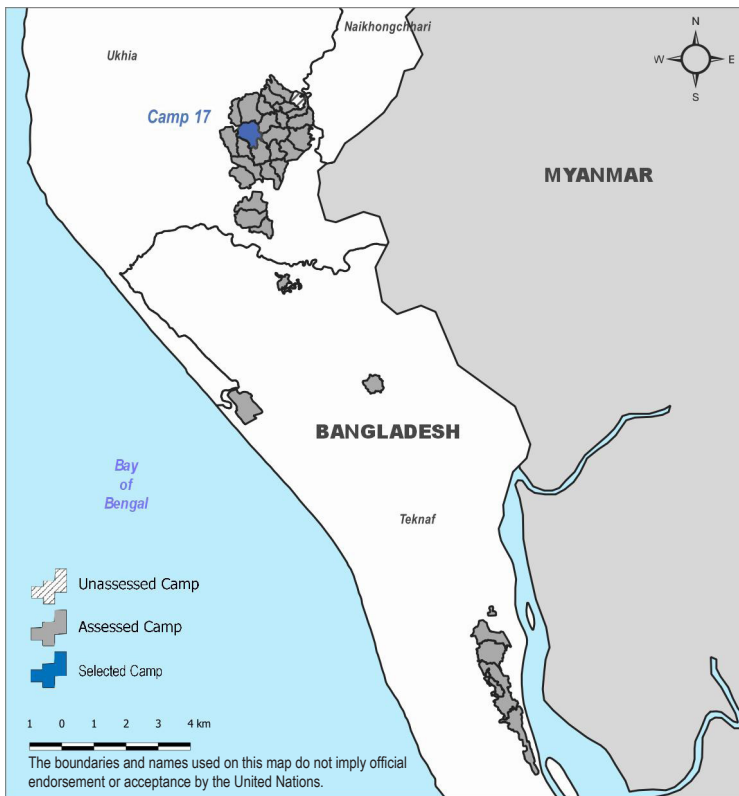 Naikhongchhari
Ukhia
N
W
E
S
Camp 17
MYANMAR
BANGLADESH
Bay
of
Bengal
Teknaf
Unassessed Camp
Assessed Camp
Selected Camp
1 0 1 2 3 4 km
The boundaries and names used on this map do not imply official
endorsement or acceptance by the United Nations.